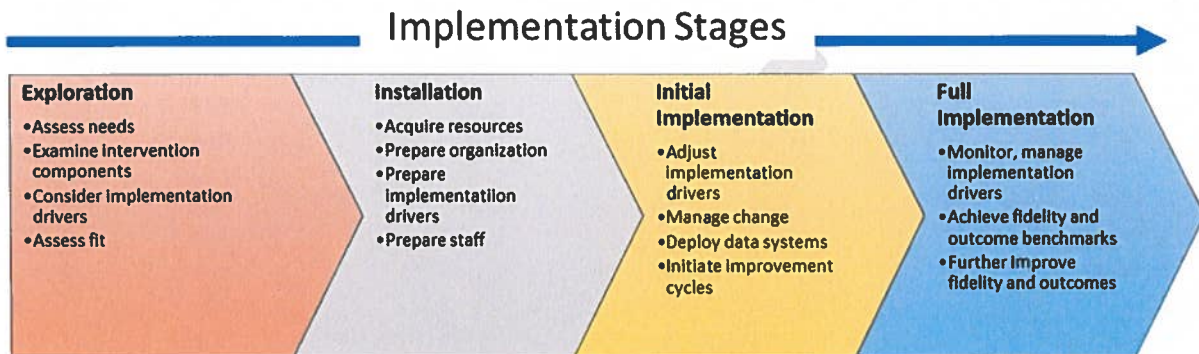 Implementation Stages
Exploration
•Assess needs
•Examine intervention
components
•Consider implementation
drivers
•Assess fit
Installation
•Acquire resources
•Prepare organization
•Prepare
implementatiion
drivers
•Prepare staff
Initial
Implementation
•Adjust
implementation
drivers
•Manage change
•Deploy data systems
•Initiate improvement
cycles
Full
Implementation
•Monitor, manage
implementation
drivers
•Achieve fidelity and
outcome benchmarks
•Further improve
fidelity and outcomes